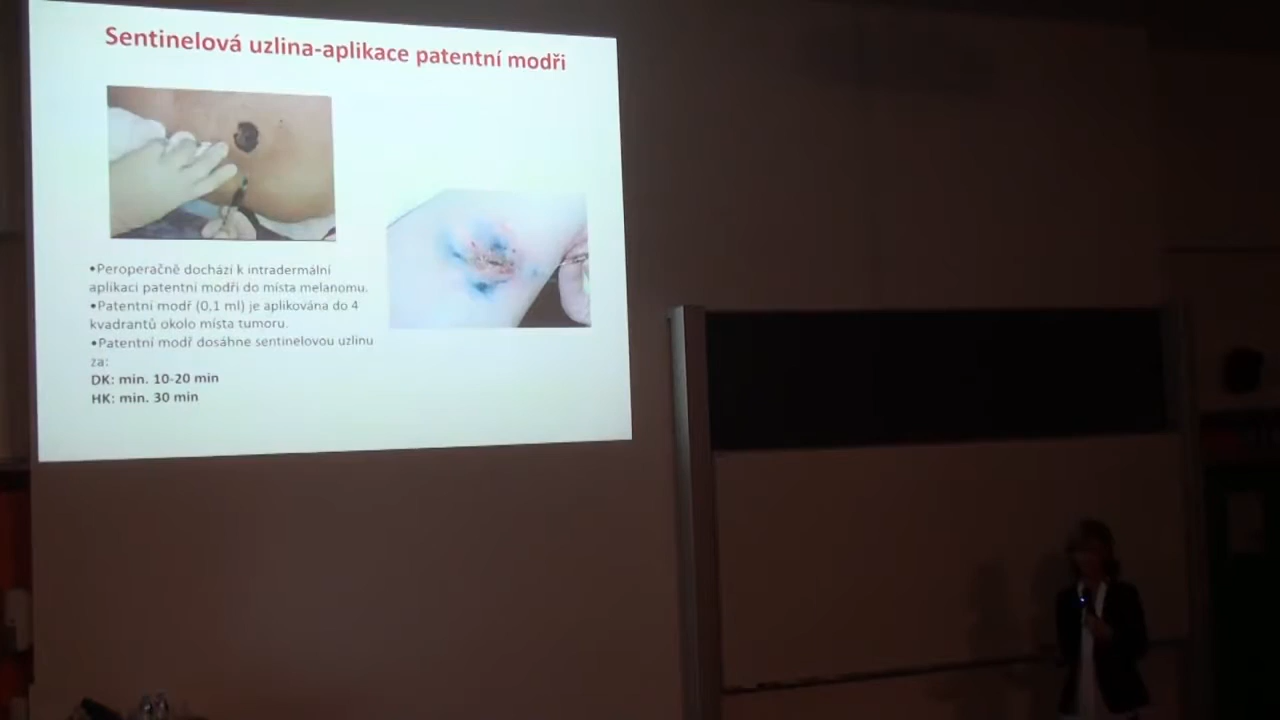 Sentinelová uzlina-aplikace patentní modři
•Peroperačně dochází k intradermální
aplikaci patentní modři do místa melanomu.
•Patentní modř (0,1 ml) je aplikována do 4
kvadrantů okolo místa tumoru.
•Patentní modř dosáhne sentinelovou uzlinu
za:
DK: min. 10-20 min
HK: min. 30 min